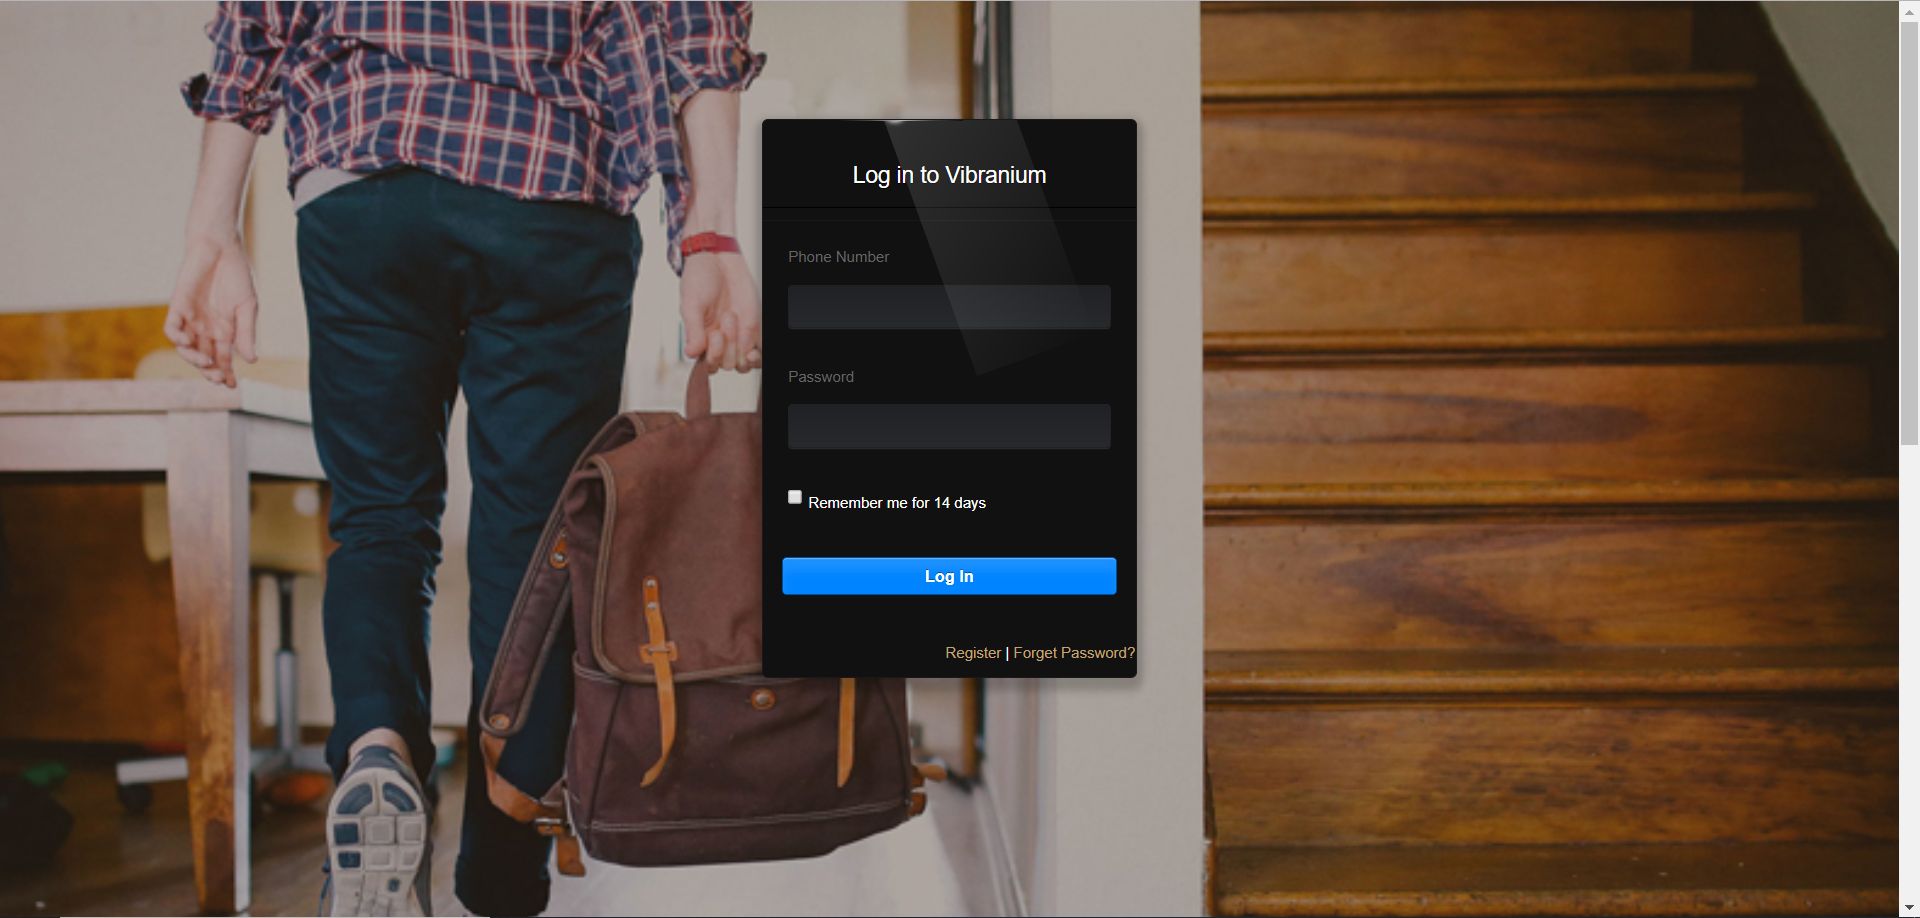 Log in to Vibranium
Phone Number
Password
Remember me for 14 days
Log In
Register | Forget Password?